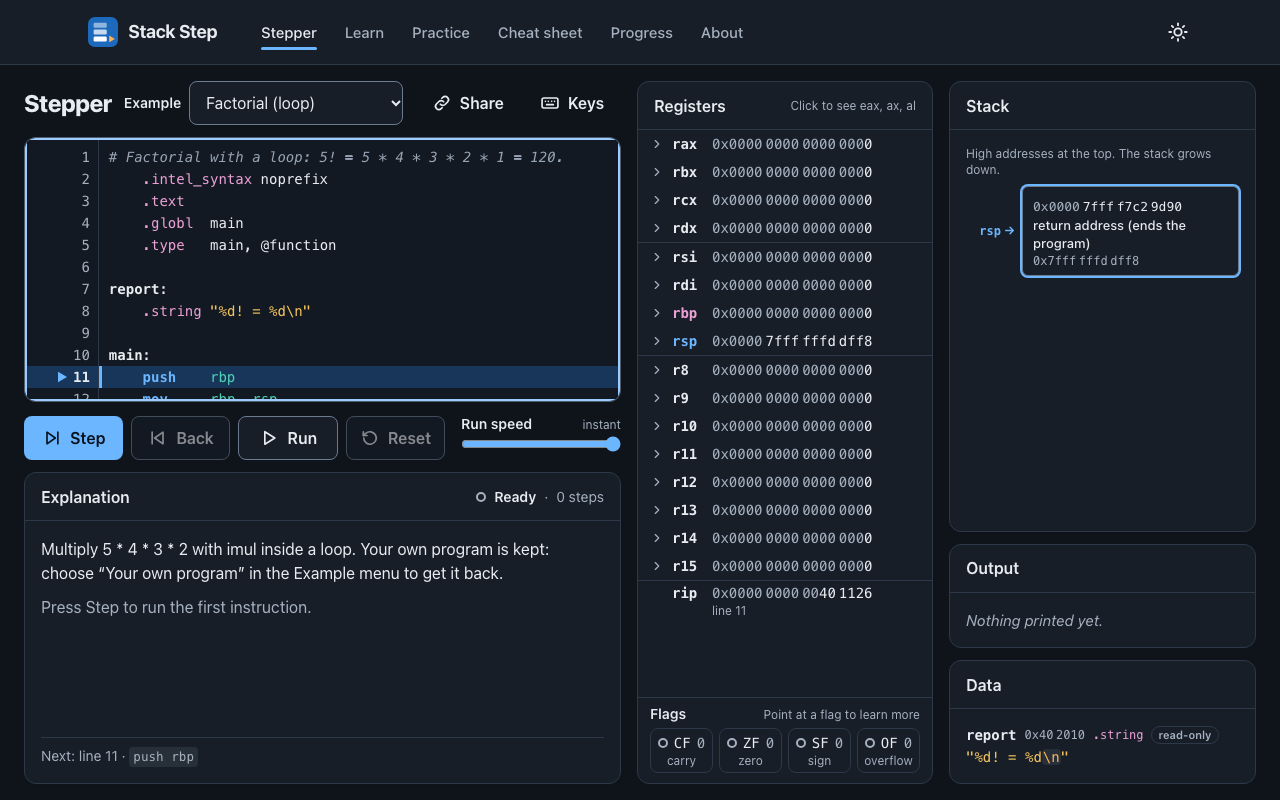 Stack Step
Stepper Learn Practice Cheat sheet Progress About
Stepper Example Factorial (loop) Share Keys
1 # Factorial with a loop: 5! = 5 * 4 * 3 * 2 * 1 = 120.
2 .intel_syntax noprefix
3 .text
4 .globl main
5 .type main, @function
6
7 report:
8 .string "%d! = %d\n"
9
10 main:
11 push rbp
12 mov rbp, rsp
Step Back Run Reset Run speed instant
Explanation Ready · 0 steps
Multiply 5 * 4 * 3 * 2 with imul inside a loop. Your own program is kept:
choose “Your own program” in the Example menu to get it back.
Press Step to run the first instruction.
Next: line 11 · push rbp
Registers Click to see eax, ax, al
rax 0x0000 0000 0000 0000
rbx 0x0000 0000 0000 0000
rcx 0x0000 0000 0000 0000
rdx 0x0000 0000 0000 0000
rsi 0x0000 0000 0000 0000
rdi 0x0000 0000 0000 0000
rbp 0x0000 0000 0000 0000
rsp 0x0000 7fff fffd dff8
r8 0x0000 0000 0000 0000
r9 0x0000 0000 0000 0000
r10 0x0000 0000 0000 0000
r11 0x0000 0000 0000 0000
r12 0x0000 0000 0000 0000
r13 0x0000 0000 0000 0000
r14 0x0000 0000 0000 0000
r15 0x0000 0000 0000 0000
rip 0x0000 0000 0040 1126
line 11
Flags Point at a flag to learn more
CF 0 ZF 0 SF 0 OF 0
carry zero sign overflow
Stack
High addresses at the top. The stack grows
down.
rsp → 0x0000 7fff f7c2 9d90
return address (ends the
program)
0x7fff fffd dff8
Output
Nothing printed yet.
Data
report 0x40 2010 .string read-only
"%d! = %d\n"